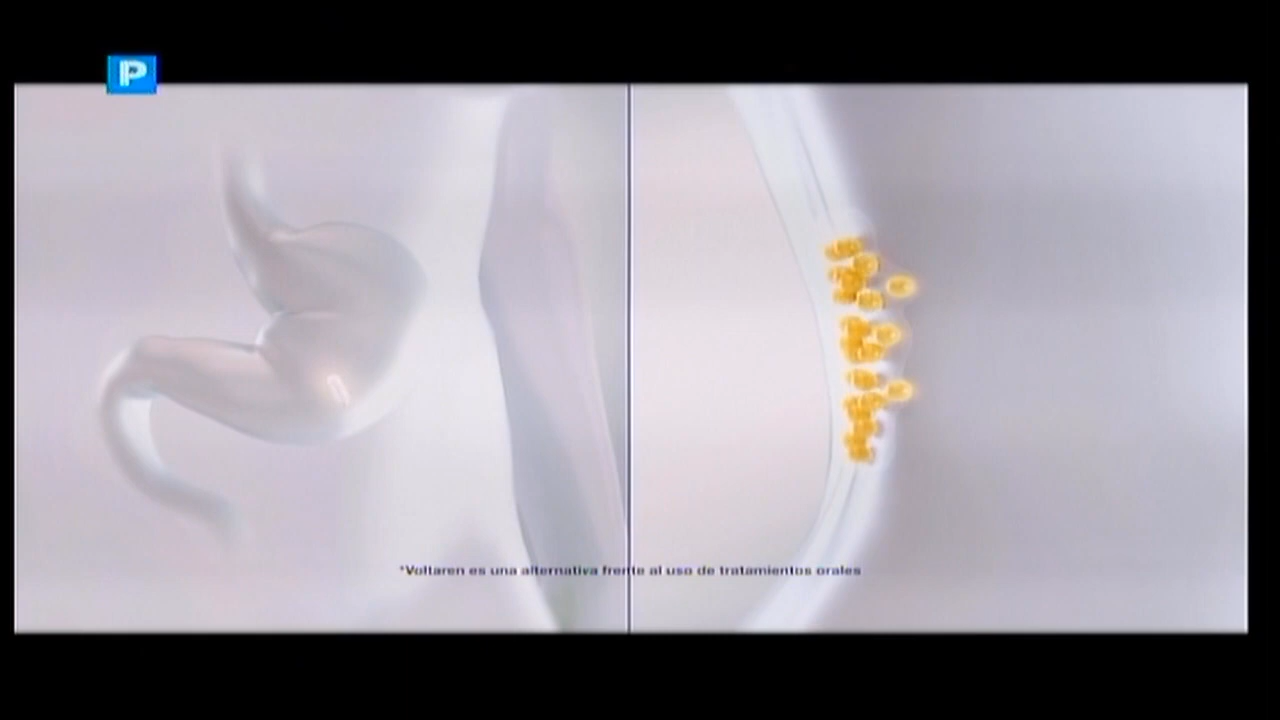 P
*Voltaren es una alternativa frente al uso de tratamientos orales